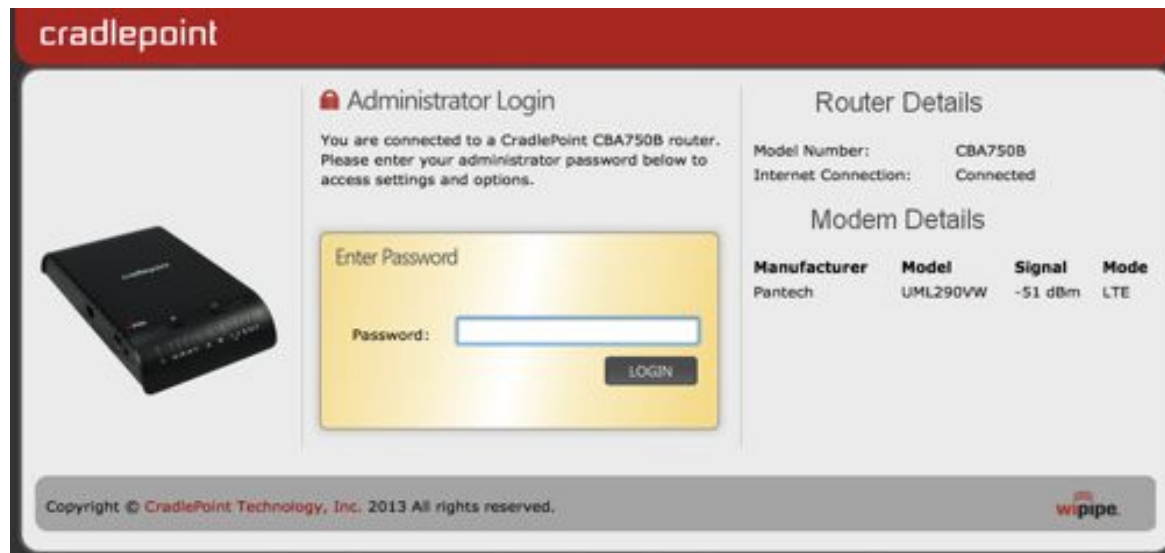 cradlepoint
Administrator Login
You are connected to a CradlePoint CBA750B router.
Please enter your administrator password below to
access settings and options.
Enter Password
Password:
LOGIN
Router Details
Model Number: CBA750B
Internet Connection: Connected
Modem Details
Manufacturer Model Signal Mode
Pantech UML290VW -51 dBm LTE
Copyright © CradlePoint Technology, Inc. 2013 All rights reserved.
wipipe.